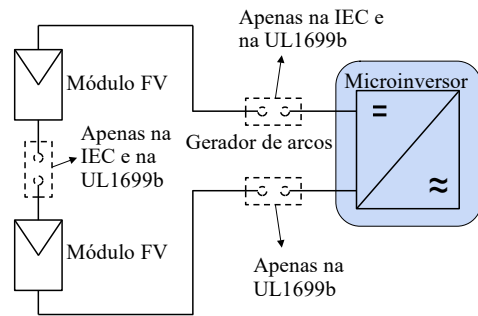 Apenas na IEC e
na UL1699b
Módulo FV
Microinversor
=
Apenas na
IEC e na
UL1699b
Gerador de arcos
≈
Módulo FV
Apenas na
UL1699b